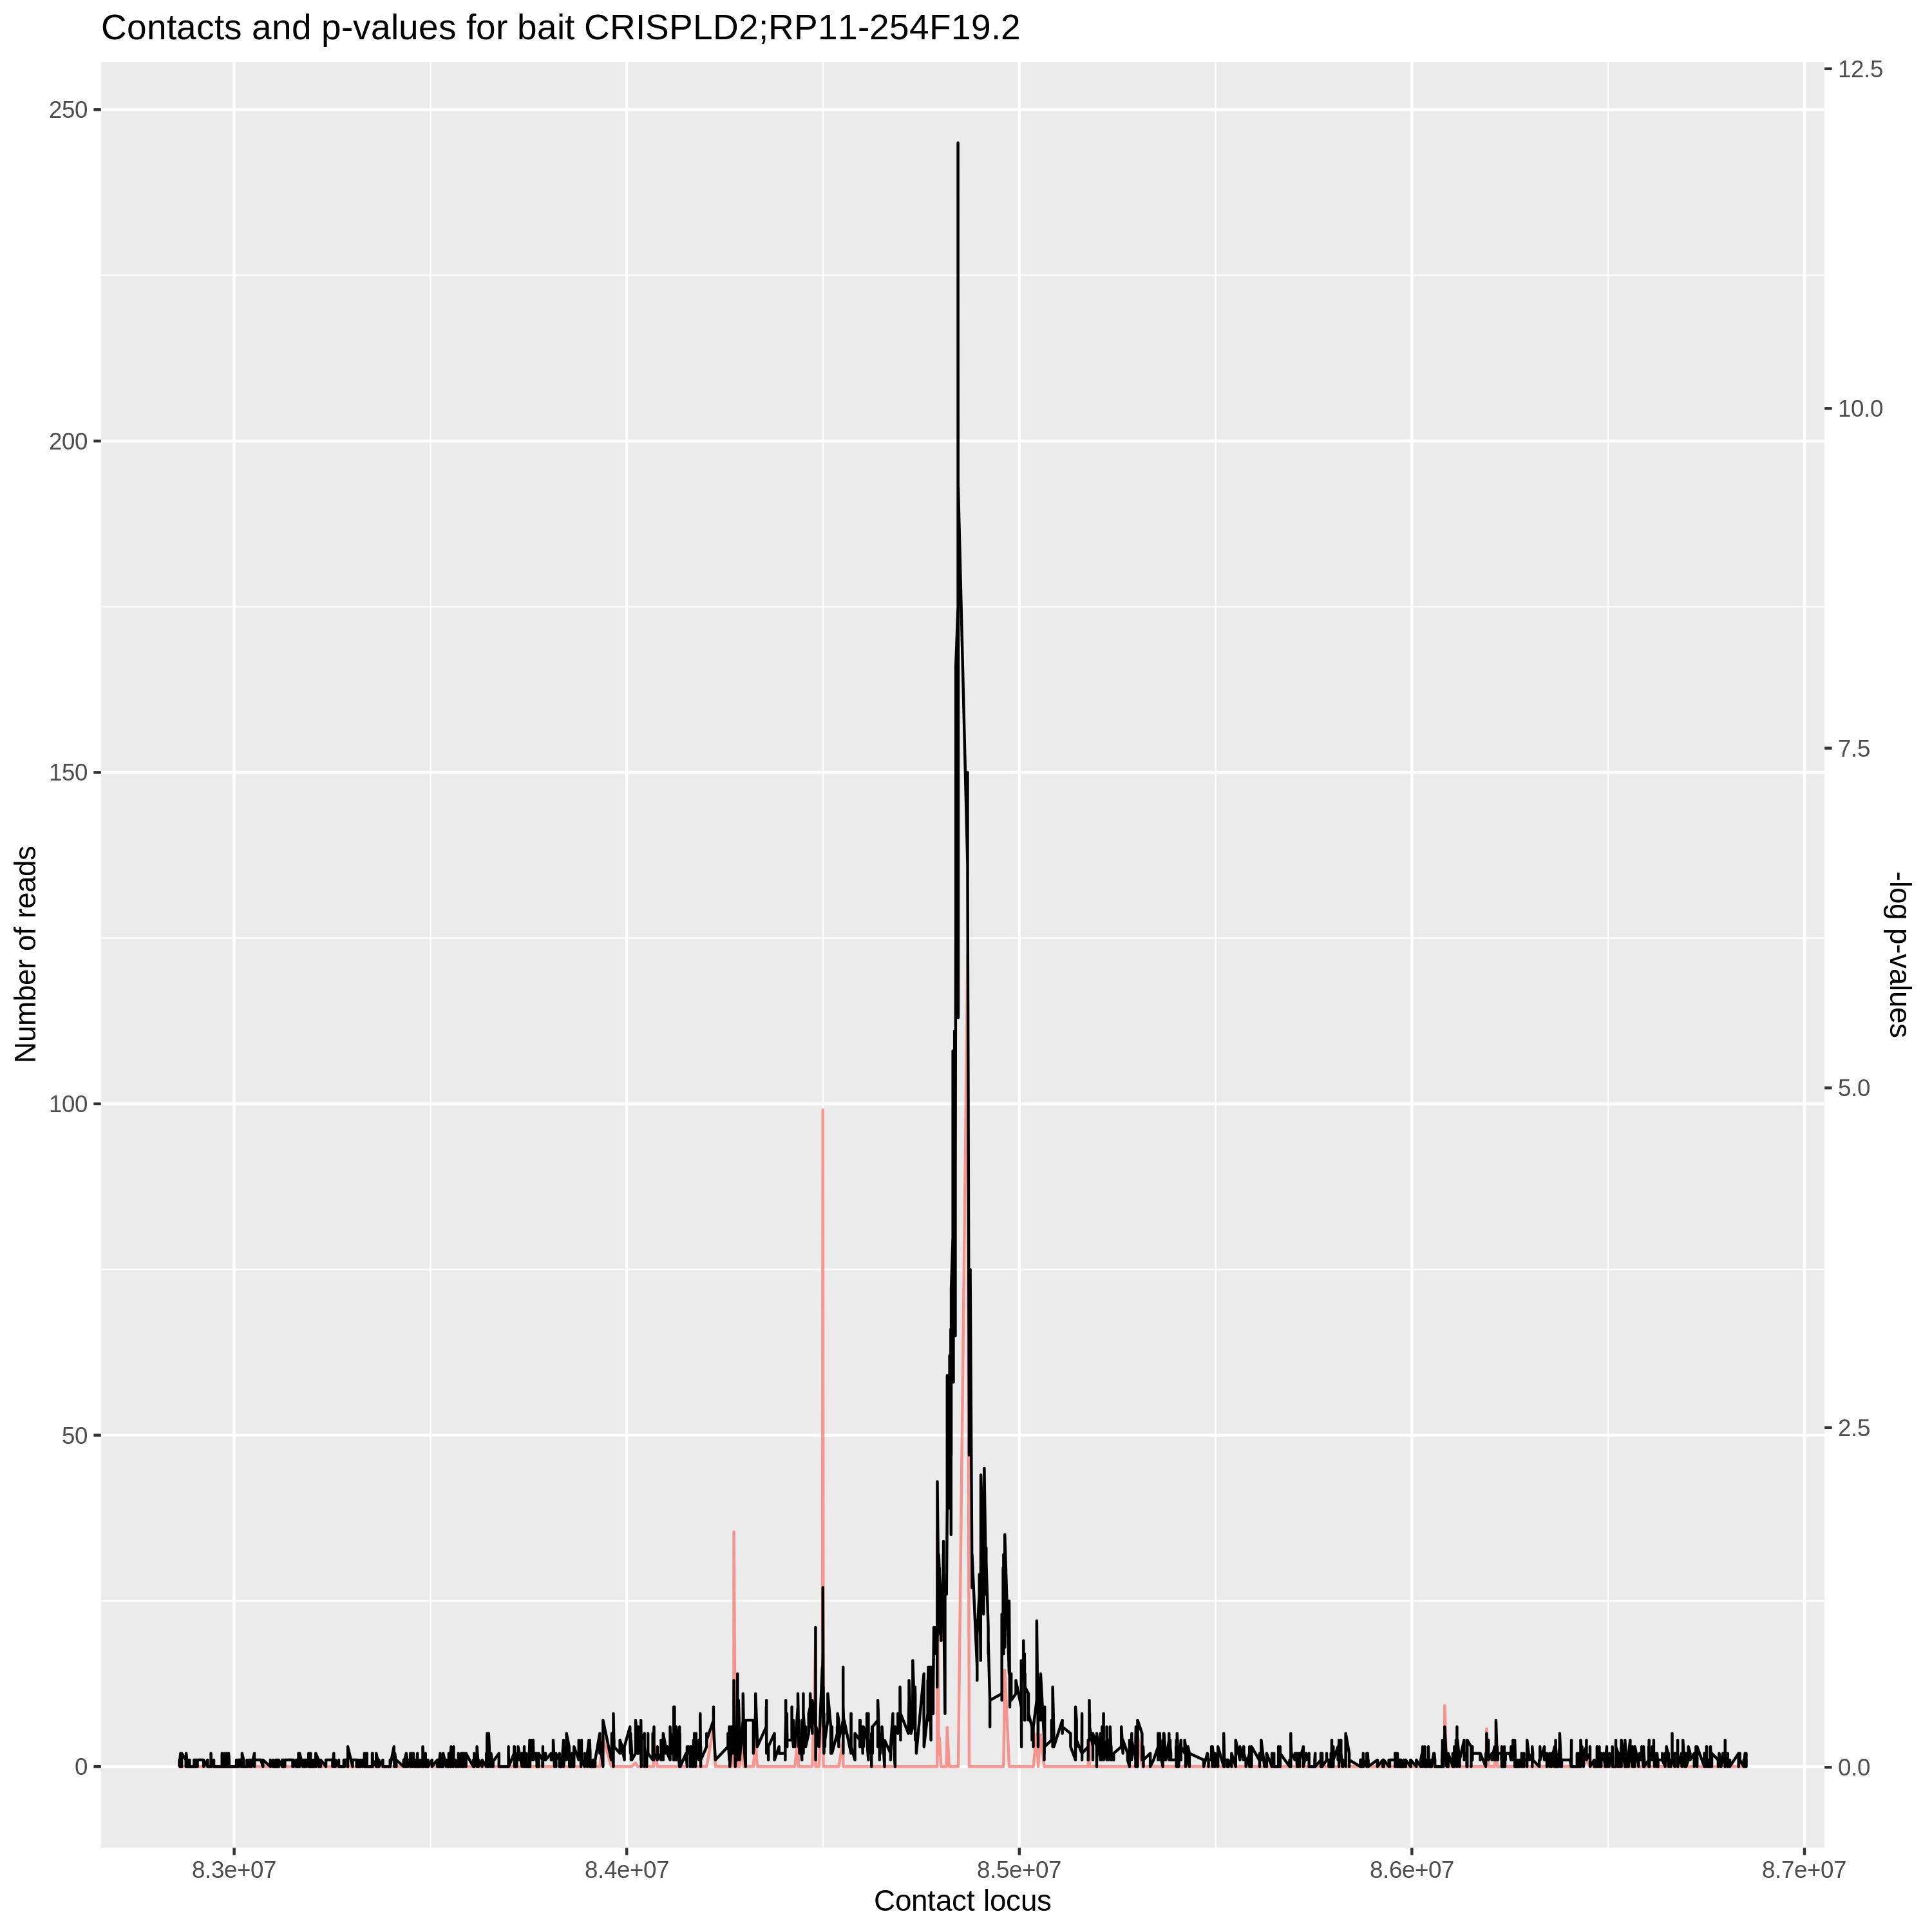 Contacts and p-values for bait CRISPLD2;RP11-254F19.2
250
200
150
100
50
0
Number of reads
12.5
10.0
7.5
5.0
2.5
0.0
-log p-values
8.3e+07
8.4e+07
8.5e+07
8.6e+07
8.7e+07
Contact locus